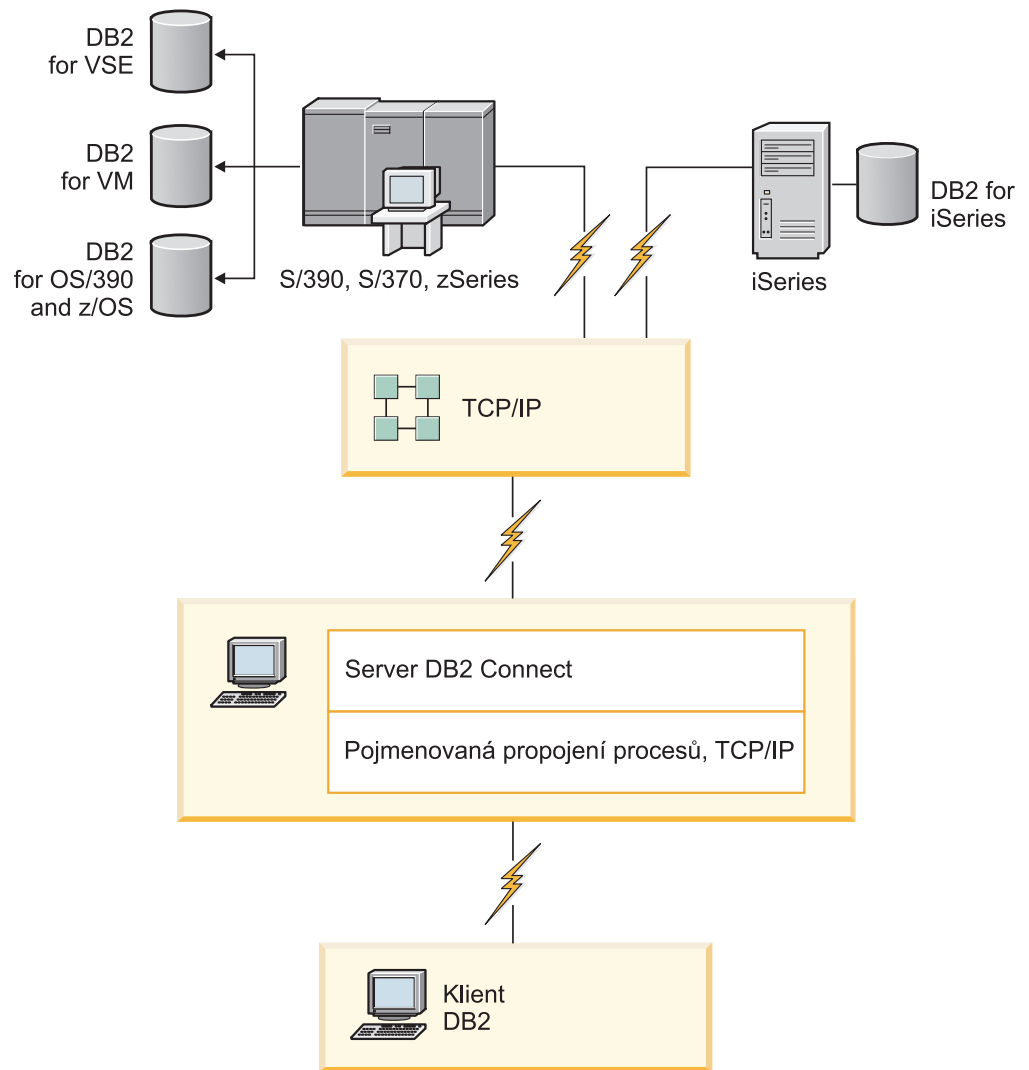 DB2
for VSE
DB2
for VM
DB2
for OS/390
and z/OS
S/390, S/370, zSeries
DB2 for
iSeries
iSeries
TCP/IP
Server DB2 Connect
Pojmenovaná propojení procesů, TCP/IP
Klient
DB2